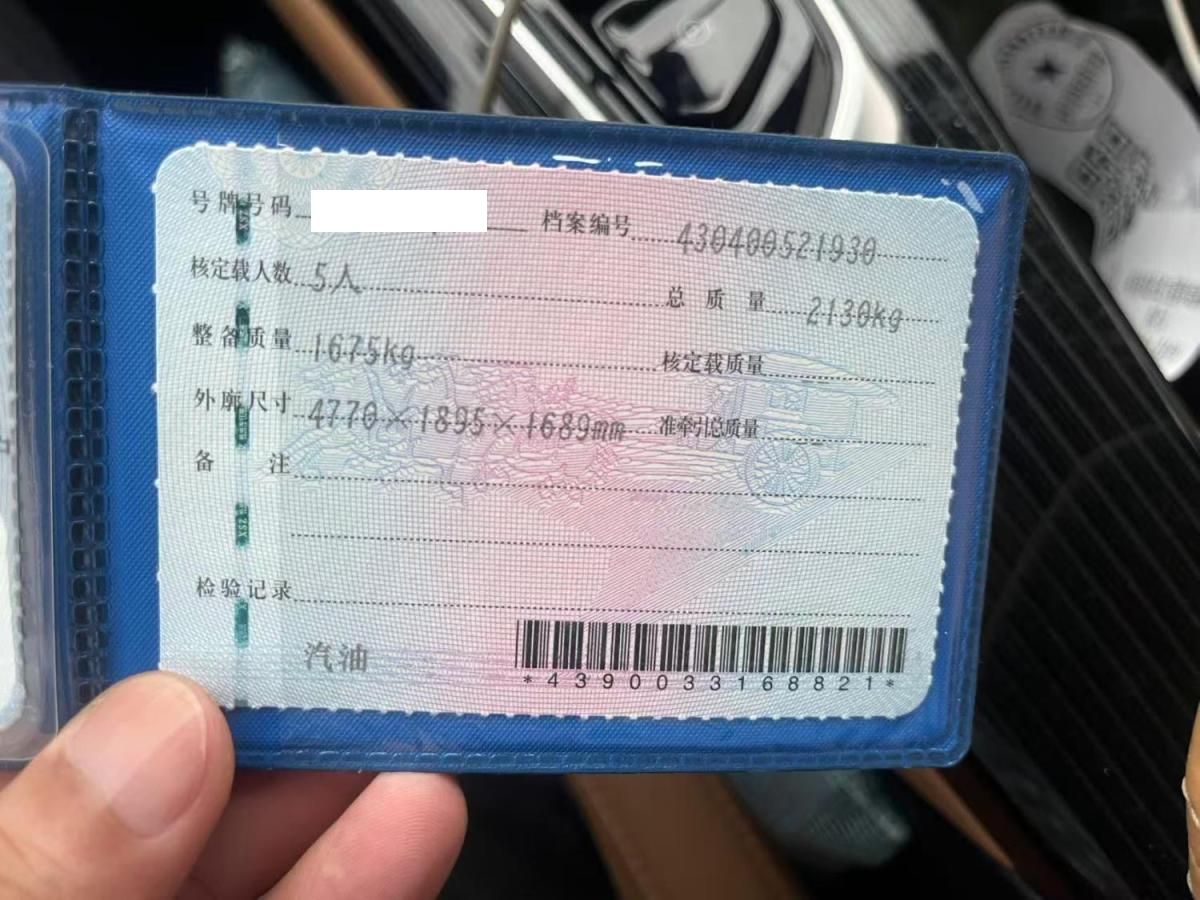 号牌号码 档案编号 430400521930
核定载人数 5人 总质量 2130kg
整备质量 1675kg 核定载质量
外廓尺寸 4770×1895×1689mm 准牵引总质量
备注
检验记录
汽油
*4390033168821*